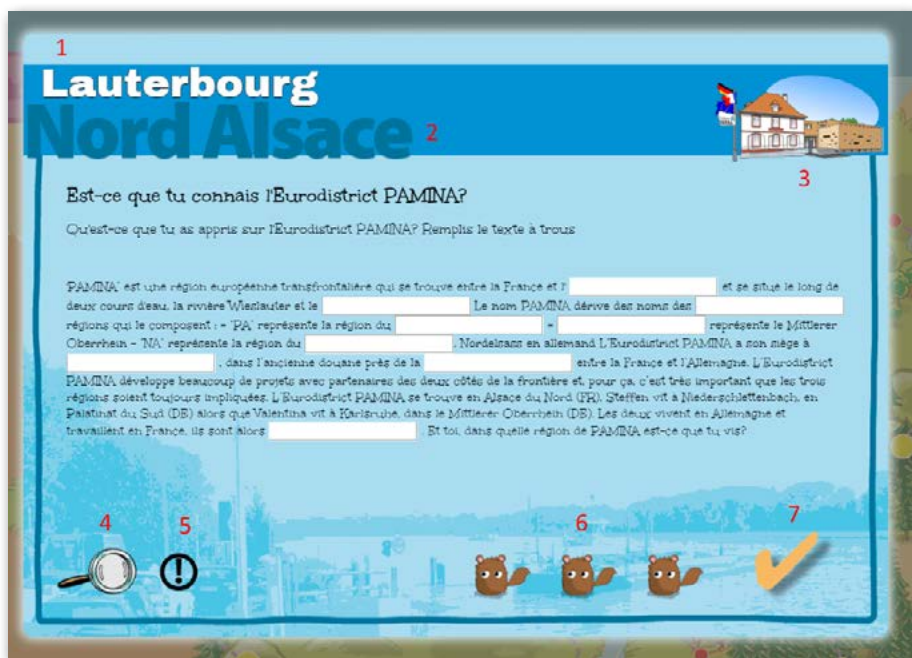 1
Lauterbourg
Nord Alsace 2
3
Est-ce que tu connais l'Eurodistrict PAMINA?
Qu'est-ce que tu as appris sur l'Eurodistrict PAMINA? Remplis le texte à trous
'PAMINA' est une région européenne transfrontalière qui se trouve entre la France et l' et se situe le long de
deux cours d'eau, la rivière Wieslauter et le Le nom PAMINA dérive des noms des
régions qui le composent : - 'PA' représente la région du - représente le Mittlerer
Oberrhein - 'NA' représente la région du . Nordelsass en allemand L'Eurodistrict PAMINA a son siège à
, dans l'ancienne douane près de la entre la France et l'Allemagne. L'Eurodistrict
PAMINA développe beaucoup de projets avec partenaires des deux côtés de la frontière et, pour ça, c'est très important que les trois
régions soient toujours impliquées. L'Eurodistrict PAMINA se trouve en Alsace du Nord (FR). Steffen vit à Niederschlettenbach, en
Palatinat du Sud (DE) alors que Valentina vit à Karlsruhe, dans le Mittlerer Oberrhein (DE). Les deux vivent en Allemagne et
travaillent en France, ils sont alors . Et toi, dans quelle région de PAMINA est-ce que tu vis?
4 5 6 7